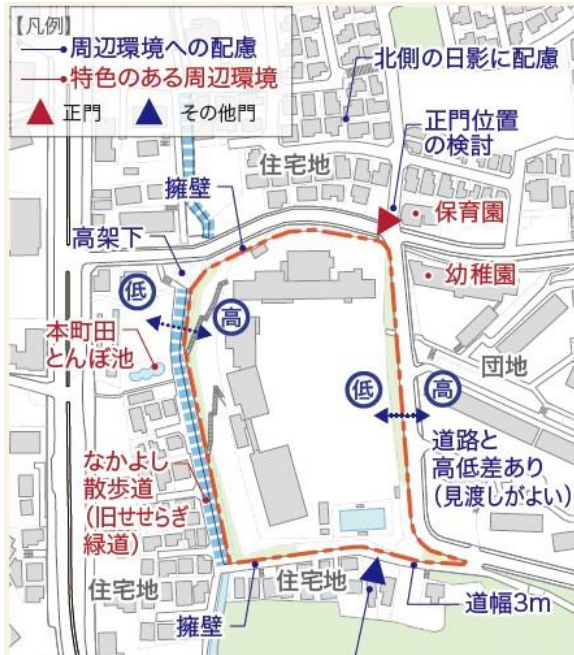 【凡例】
周辺環境への配慮
特色のある周辺環境
正門
その他門
北側の日影に配慮
正門位置
の検討
住宅地
擁壁
保育園
高架下
幼稚園
低
高
本町田
とんぼ池
団地
低
高
道路と
高低差あり
(見渡しがよい)
なかよし
散歩道
(旧せせらぎ
緑道)
住宅地
住宅地
擁壁
道幅3m